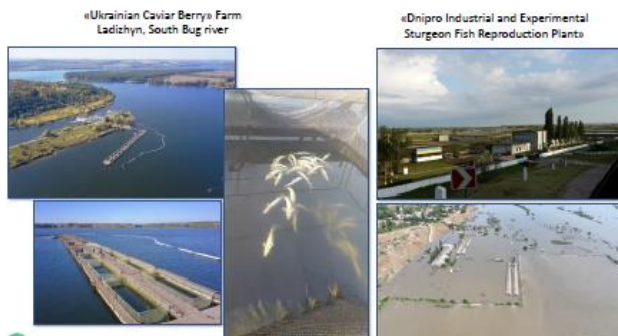 «Ukrainian Caviar Berry» Farm
Ladizhyn, South Bug river
«Dnipro Industrial and Experimental
Sturgeon Fish Reproduction Plant»